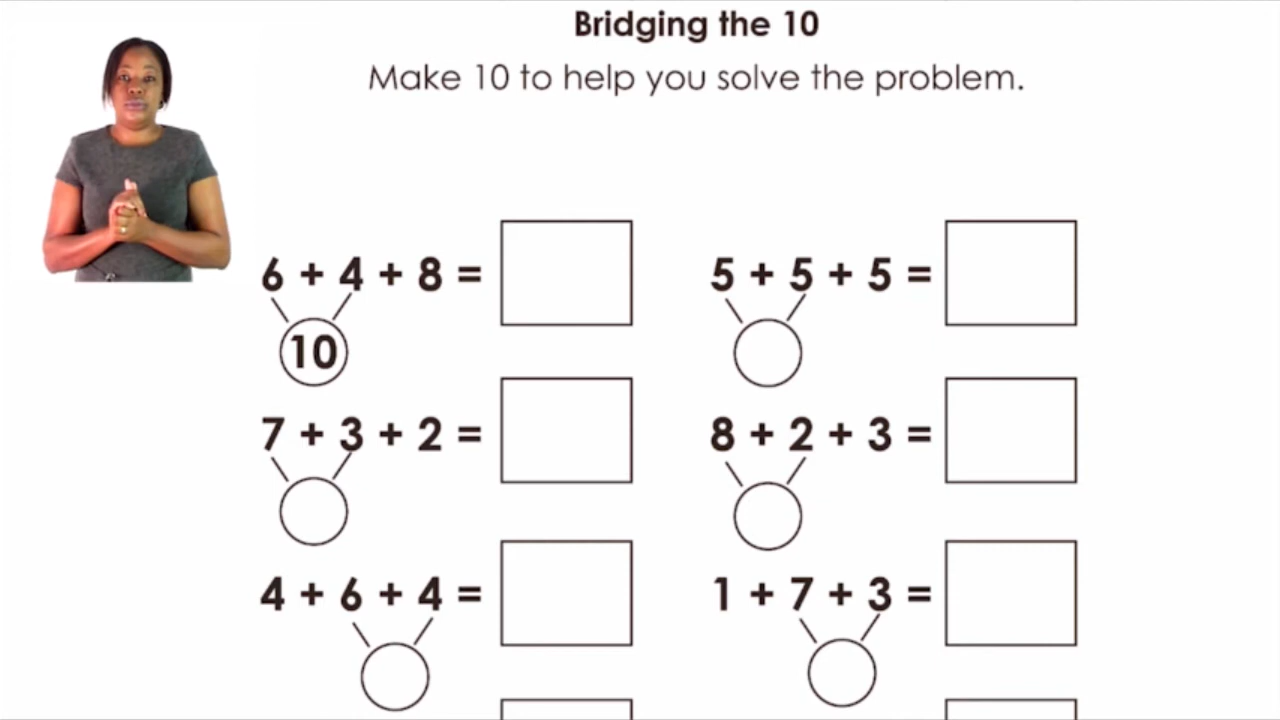 Bridging the 10
Make 10 to help you solve the problem.
6 + 4 + 8 =
10
5 + 5 + 5 =
7 + 3 + 2 =
8 + 2 + 3 =
4 + 6 + 4 =
1 + 7 + 3 =